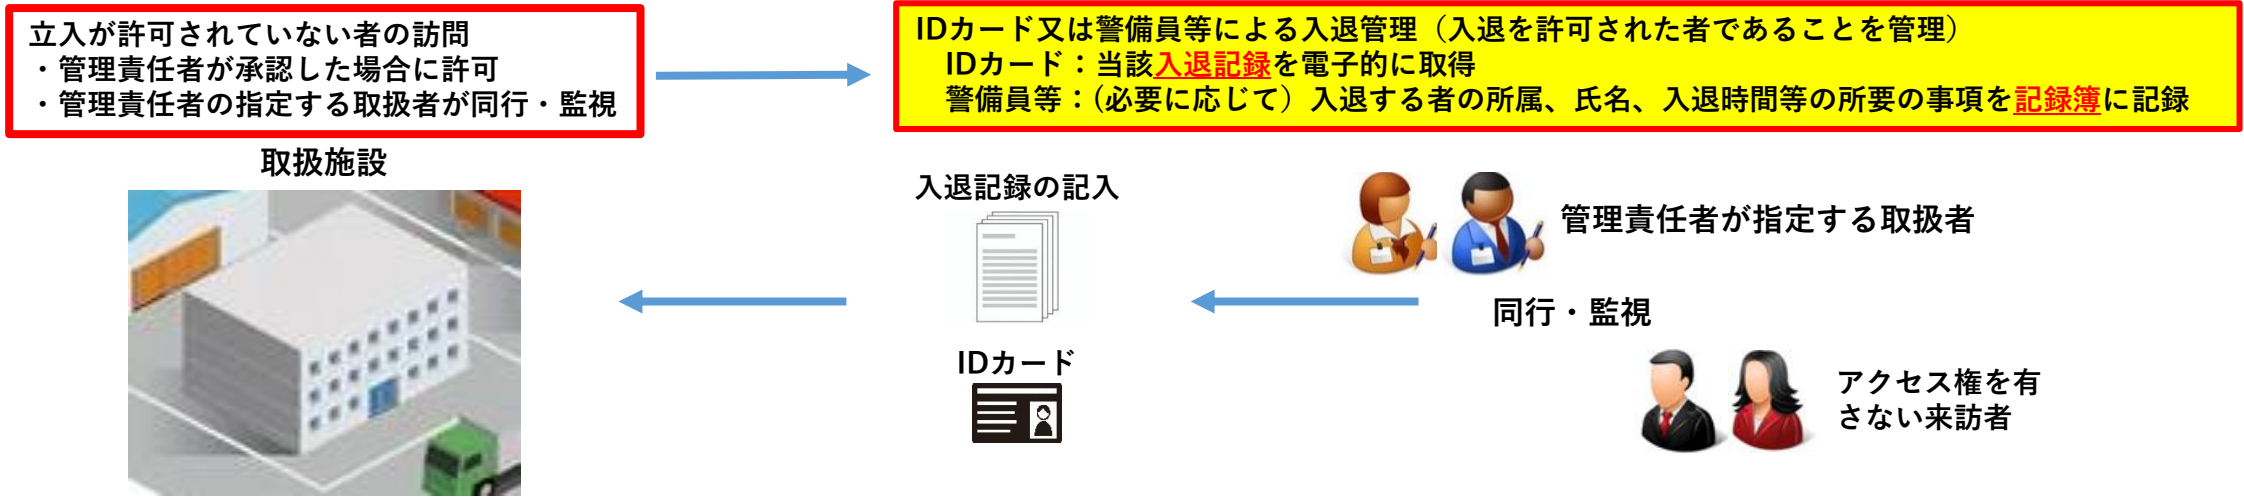 立入が許可されていない者の訪問
・管理責任者が承認した場合に許可
・管理責任者の指定する取扱者が同行・監視
IDカード又は警備員等による入退管理（入退を許可された者であることを管理）
IDカード：当該入退記録を電子的に取得
警備員等：(必要に応じて）入退する者の所属、氏名、入退時間等の所要の事項を記録簿に記録
取扱施設
入退記録の記入
管理責任者が指定する取扱者
同行・監視
IDカード
アクセス権を有
さない来訪者